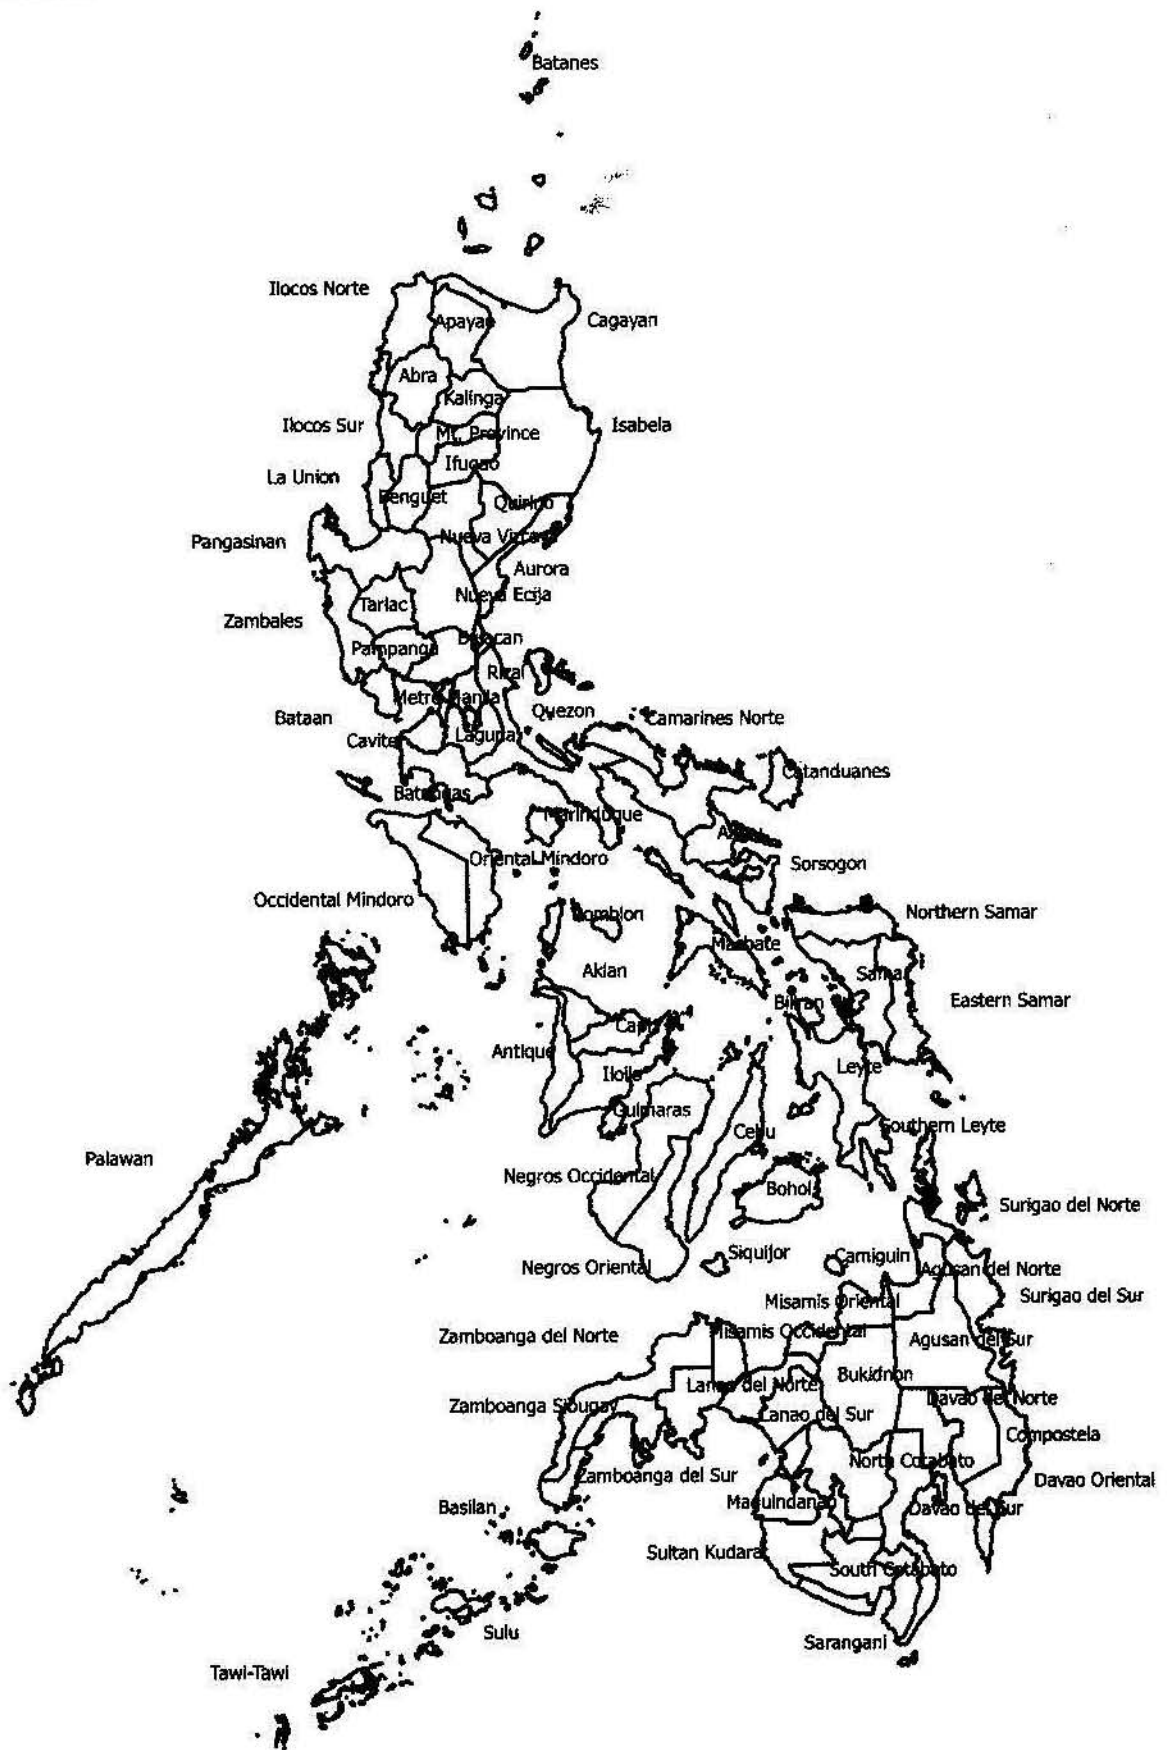 Batanes
Ilocos Norte
Apayao
Cagayan
Abra
Kalinga
Ilocos Sur
Mt. Province
Isabela
Ifugao
La Union
Benguet
Quirino
Pangasinan
Nueva Vizcaya
Aurora
Nueva Ecija
Tarlac
Zambales
Bulacan
Pampanga
Rizal
Metro Manila
Quezon
Camarines Norte
Bataan
Cavite
Laguna
Catanduanes
Batangas
Marinduque
Albay
Oriental Mindoro
Sorsogon
Occidental Mindoro
Romblon
Northern Samar
Masbate
Aklan
Samar
Biliran
Eastern Samar
Capiz
Antique
Leyte
Iloilo
Guimaras
Southern Leyte
Cebu
Palawan
Negros Occidental
Bohol
Surigao del Norte
Siquijor
Camiguin
Negros Oriental
Agusan del Norte
Surigao del Sur
Misamis Oriental
Zamboanga del Norte
Misamis Occidental
Agusan del Sur
Bukidnon
Lanao del Norte
Davao del Norte
Zamboanga Sibugay
Lanao del Sur
Compostela
North Cotabato
Zamboanga del Sur
Davao Oriental
Maguindanao
Basilan
Davao del Sur
Sultan Kudara
South Cotabato
Sulu
Sarangani
Tawi-Tawi